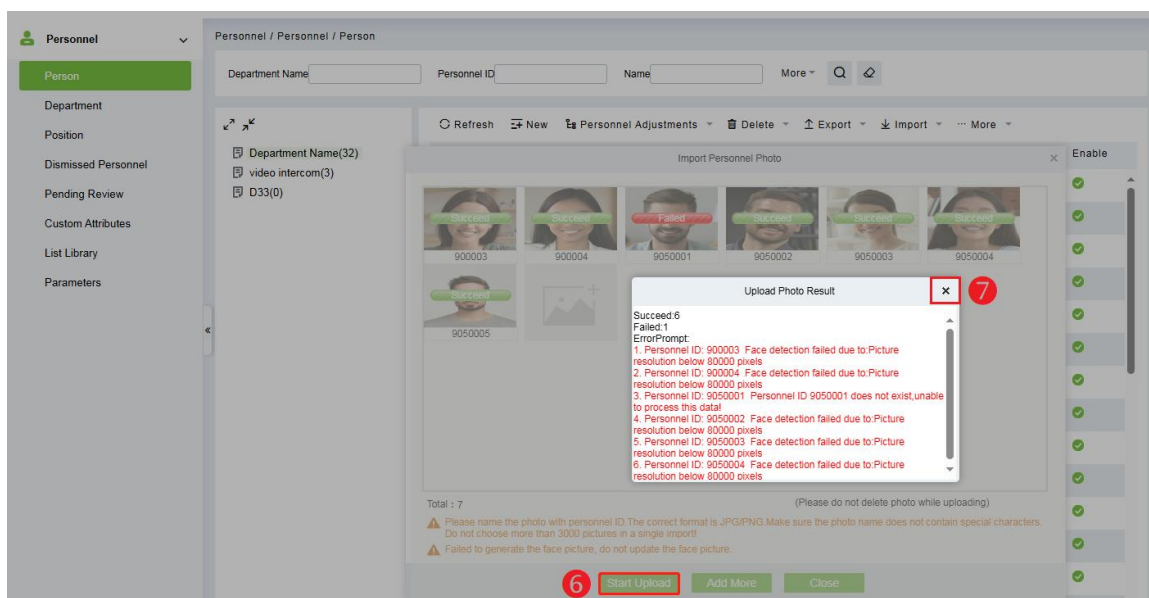 Personnel
Personnel / Personnel / Person
Person
Department
Position
Dismissed Personnel
Pending Review
Custom Attributes
List Library
Parameters
Department Name
Personnel ID
Name
More
Refresh
New
Personnel Adjustments
Delete
Export
Import
··· More
Department Name(32)
video intercom(3)
D33(0)
Enable
Import Personnel Photo
Succeed
Succeed
Failed
Succeed
Succeed
Succeed
900003
900004
9050001
9050002
9050003
9050004
Succeed
9050005
Upload Photo Result
7
Succeed:6
Failed:1
ErrorPrompt:
1. Personnel ID: 900003 Face detection failed due to:Picture
resolution below 80000 pixels
2. Personnel ID: 900004 Face detection failed due to:Picture
resolution below 80000 pixels
3. Personnel ID: 9050001 Personnel ID 9050001 does not exist,unable
to process this data!
4. Personnel ID: 9050002 Face detection failed due to:Picture
resolution below 80000 pixels
5. Personnel ID: 9050003 Face detection failed due to:Picture
resolution below 80000 pixels
6. Personnel ID: 9050004 Face detection failed due to:Picture
resolution below 80000 pixels
Total : 7
(Please do not delete photo while uploading)
Please name the photo with personnel ID.The correct format is JPG/PNG.Make sure the photo name does not contain special characters.
Do not choose more than 3000 pictures in a single import!
Failed to generate the face picture, do not update the face picture.
6
Start Upload
Add More
Close